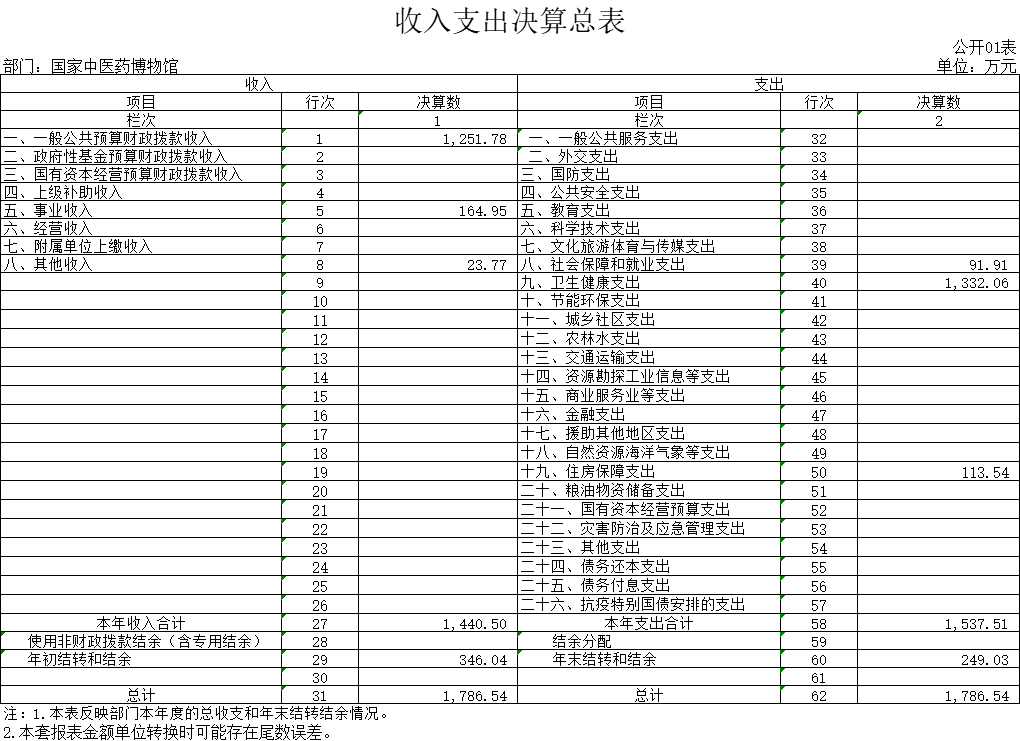 收入支出决算总表
公开01表
部门：国家中医药博物馆 单位：万元
收入 支出
项目 行次 决算数 项目 行次 决算数
栏次 1 栏次 2
一、一般公共预算财政拨款收入 1 1,251.78 一、一般公共服务支出 32
二、政府性基金预算财政拨款收入 2 二、外交支出 33
三、国有资本经营预算财政拨款收入 3 三、国防支出 34
四、上级补助收入 4 四、公共安全支出 35
五、事业收入 5 164.95 五、教育支出 36
六、经营收入 6 六、科学技术支出 37
七、附属单位上缴收入 7 七、文化旅游体育与传媒支出 38
八、其他收入 8 23.77 八、社会保障和就业支出 39 91.91
9 九、卫生健康支出 40 1,332.06
10 十、节能环保支出 41
11 十一、城乡社区支出 42
12 十二、农林水支出 43
13 十三、交通运输支出 44
14 十四、资源勘探工业信息等支出 45
15 十五、商业服务业等支出 46
16 十六、金融支出 47
17 十七、援助其他地区支出 48
18 十八、自然资源海洋气象等支出 49
19 十九、住房保障支出 50 113.54
20 二十、粮油物资储备支出 51
21 二十一、国有资本经营预算支出 52
22 二十二、灾害防治及应急管理支出 53
23 二十三、其他支出 54
24 二十四、债务还本支出 55
25 二十五、债务付息支出 56
26 二十六、抗疫特别国债安排的支出 57
本年收入合计 27 1,440.50 本年支出合计 58 1,537.51
使用非财政拨款结余（含专用结余） 28 结余分配 59
年初结转和结余 29 346.04 年末结转和结余 60 249.03
30 61
总计 31 1,786.54 总计 62 1,786.54
注：1.本表反映部门本年度的总收支和年末结转结余情况。
2.本套报表金额单位转换时可能存在尾数误差。